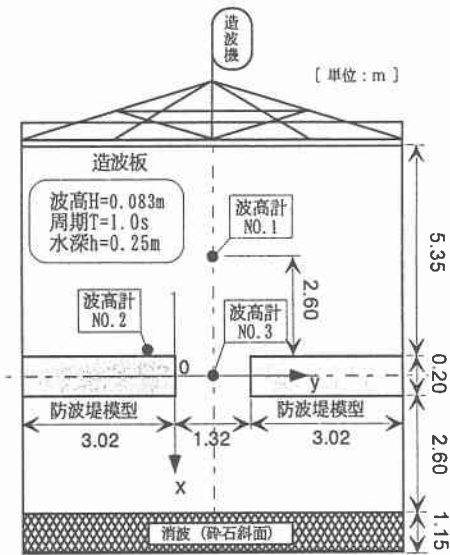 造波機
[ 単位：m ]
造波板
波高H=0.083m
周期T=1.0s
水深h=0.25m
波高計
NO.1
5.35
2.60
波高計
NO.2
波高計
NO.3
0
y
0.20
防波堤模型
防波堤模型
3.02
1.32
3.02
2.60
x
消波（砕石斜面）
1.15